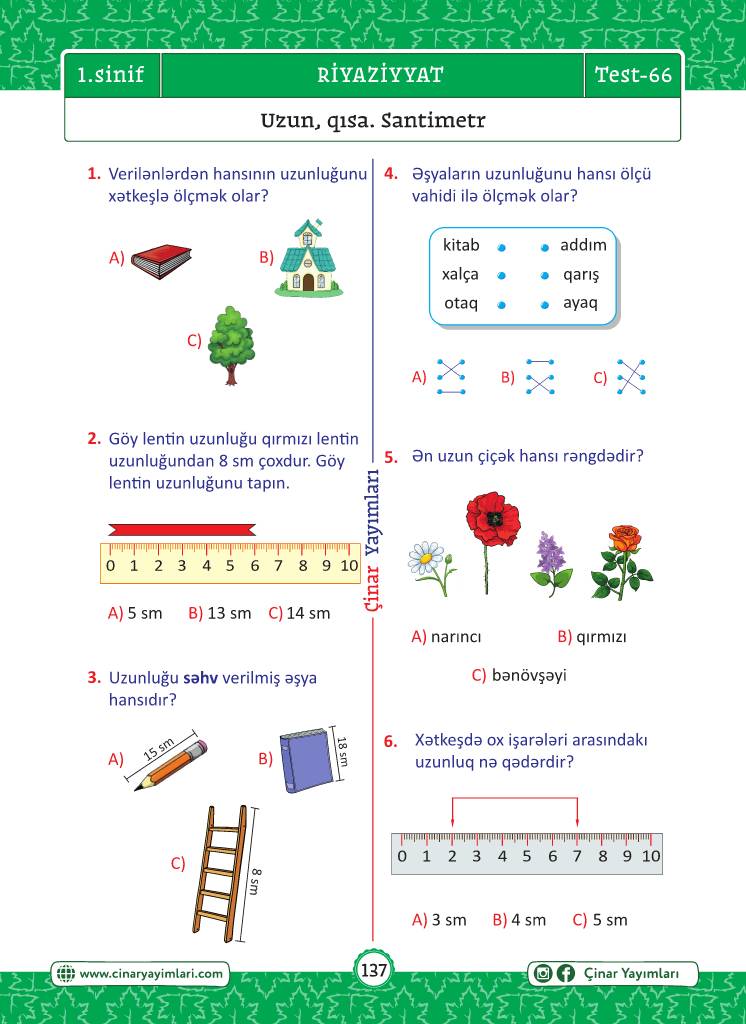 1.sinif
RİYAZİYYAT
Test-66
Uzun, qısa. Santimetr
1. Verilənlərdən hansının uzunluğunu
xətkeşlə ölçmək olar?
A)
B)
C)
2. Göy lentin uzunluğu qırmızı lentin
uzunluğundan 8 sm çoxdur. Göy
lentin uzunluğunu tapın.
0 1 2 3 4 5 6 7 8 9 10
A) 5 sm B) 13 sm C) 14 sm
3. Uzunluğu səhv verilmiş əşya
hansıdır?
A)
15 sm
B)
18 sm
C)
8 sm
Çinar Yayımları
4. Əşyaların uzunluğunu hansı ölçü
vahidi ilə ölçmək olar?
kitab addım
xalça qarış
otaq ayaq
A) B) C)
5. Ən uzun çiçək hansı rəngdədir?
A) narıncı B) qırmızı
C) bənövşəyi
6. Xətkeşdə ox işarələri arasındakı
uzunluq nə qədərdir?
0 1 2 3 4 5 6 7 8 9 10
A) 3 sm B) 4 sm C) 5 sm
www.cinaryayimlari.com
137
Çinar Yayımları